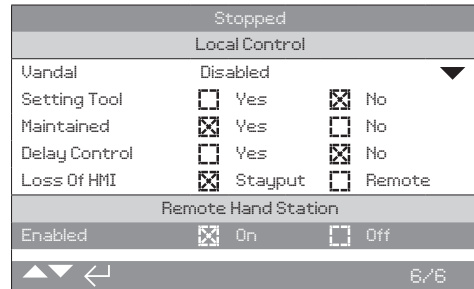 Stopped
Local Control
Vandal Disabled
Setting Tool Yes No
Maintained Yes No
Delay Control Yes No
Loss Of HMI Stayput Remote
Remote Hand Station
Enabled On Off
6/6